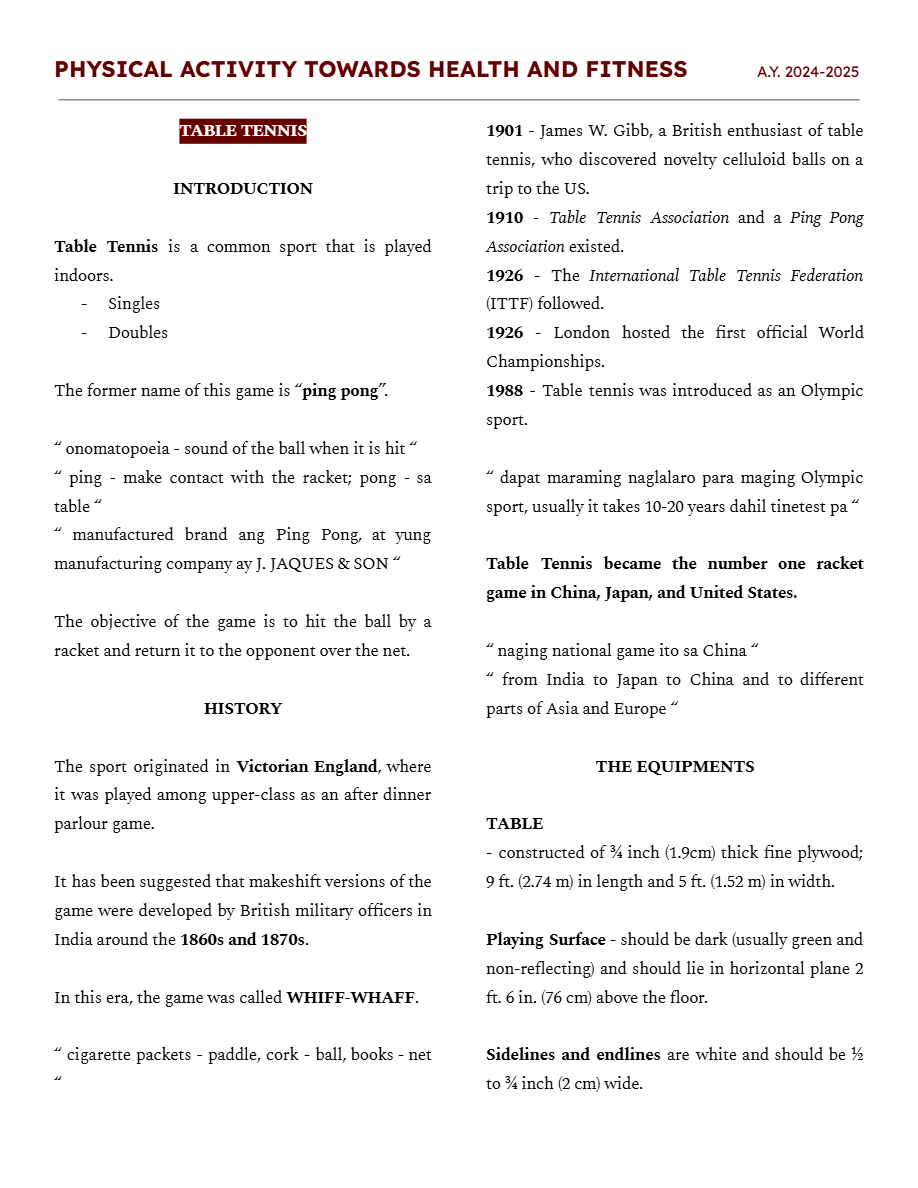 PHYSICAL ACTIVITY TOWARDS HEALTH AND FITNESS A.Y. 2024-2025
TABLE TENNIS
INTRODUCTION
Table Tennis is a common sport that is played
indoors.
- Singles
- Doubles
The former name of this game is “ping pong”.
“ onomatopoeia - sound of the ball when it is hit “
“ ping - make contact with the racket; pong - sa
table “
“ manufactured brand ang Ping Pong, at yung
manufacturing company ay J. JAQUES & SON “
The objective of the game is to hit the ball by a
racket and return it to the opponent over the net.
HISTORY
The sport originated in Victorian England, where
it was played among upper-class as an after dinner
parlour game.
It has been suggested that makeshift versions of the
game were developed by British military officers in
India around the 1860s and 1870s.
In this era, the game was called WHIFF-WHAFF.
“ cigarette packets - paddle, cork - ball, books - net
“
1901 - James W. Gibb, a British enthusiast of table
tennis, who discovered novelty celluloid balls on a
trip to the US.
1910 - Table Tennis Association and a Ping Pong
Association existed.
1926 - The International Table Tennis Federation
(ITTF) followed.
1926 - London hosted the first official World
Championships.
1988 - Table tennis was introduced as an Olympic
sport.
“ dapat maraming naglalaro para maging Olympic
sport, usually it takes 10-20 years dahil tinetest pa “
Table Tennis became the number one racket
game in China, Japan, and United States.
“ naging national game ito sa China “
“ from India to Japan to China and to different
parts of Asia and Europe “
THE EQUIPMENTS
TABLE
- constructed of ¾ inch (1.9cm) thick fine plywood;
9 ft. (2.74 m) in length and 5 ft. (1.52 m) in width.
Playing Surface - should be dark (usually green and
non-reflecting) and should lie in horizontal plane 2
ft. 6 in. (76 cm) above the floor.
Sidelines and endlines are white and should be ½
to ¾ inch (2 cm) wide.